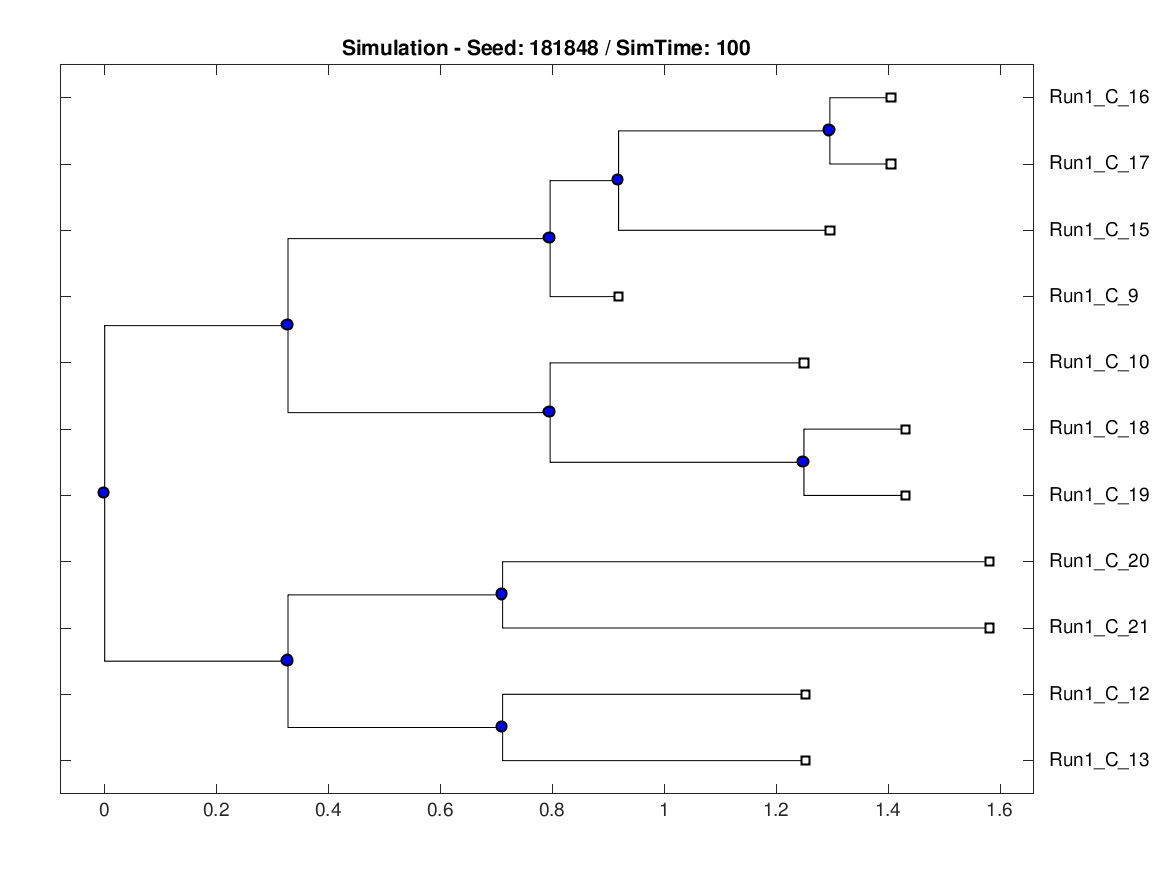 Simulation - Seed: 181848 / SimTime: 100
Run1_C_16
Run1_C_17
Run1_C_15
Run1_C_9
Run1_C_10
Run1_C_18
Run1_C_19
Run1_C_20
Run1_C_21
Run1_C_12
Run1_C_13
0 0.2 0.4 0.6 0.8 1 1.2 1.4 1.6